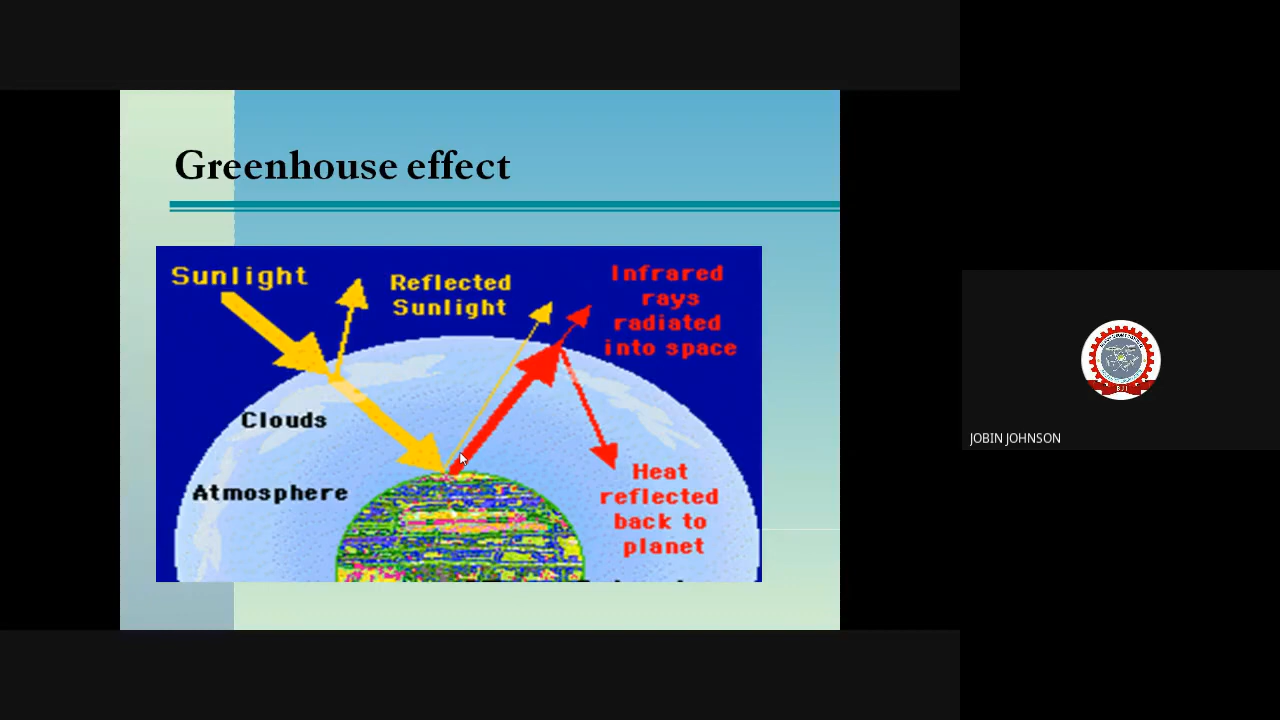 Greenhouse effect
Sunlight
Reflected
Sunlight
Infrared
rays
radiated
into space
Clouds
Atmosphere
Heat
reflected
back to
planet
JOBIN JOHNSON
BJI